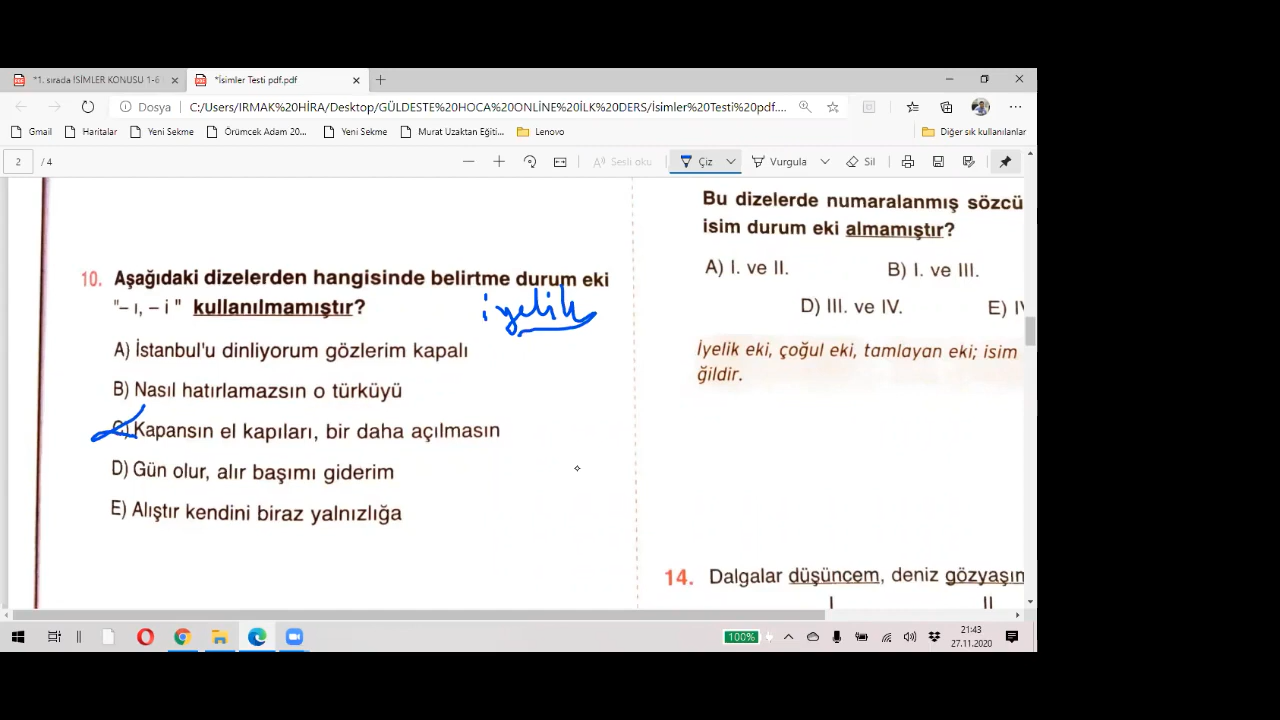 *1. sırada !SİMLER KONUSU 1-6
*İsimler Testi pdf.pdf
Dosya
C:/Users/IRMAK%20HİRA/Desktop/GÜLDESTE%20HOCA%20ONLİNE%20İLK%20DERS/İsimler%20Testi%20pdf....
Gmail
Haritalar
Yeni Sekme
Örümcek Adam 20...
Yeni Sekme
Murat Uzaktan Eğiti...
Lenovo
Diğer sık kullanılanlar
2 / 4
Sesli oku
Çiz
Vurgula
Sil
10. Aşağıdaki dizelerden hangisinde belirtme durum eki
"– ı, – i " kullanılmamıştır?
iyelik
A) İstanbul'u dinliyorum gözlerim kapalı
B) Nasıl hatırlamazsın o türküyü
C) Kapansın el kapıları, bir daha açılmasın
D) Gün olur, alır başımı giderim
E) Alıştır kendini biraz yalnızlığa
Bu dizelerde numaralanmış sözcü
isim durum eki almamıştır?
A) I. ve II.
B) I. ve III.
D) III. ve IV.
E) IV
İyelik eki, çoğul eki, tamlayan eki; isim
ğildir.
14. Dalgalar düşüncem, deniz gözyaşın
I
II
100%
21:43
27.11.2020